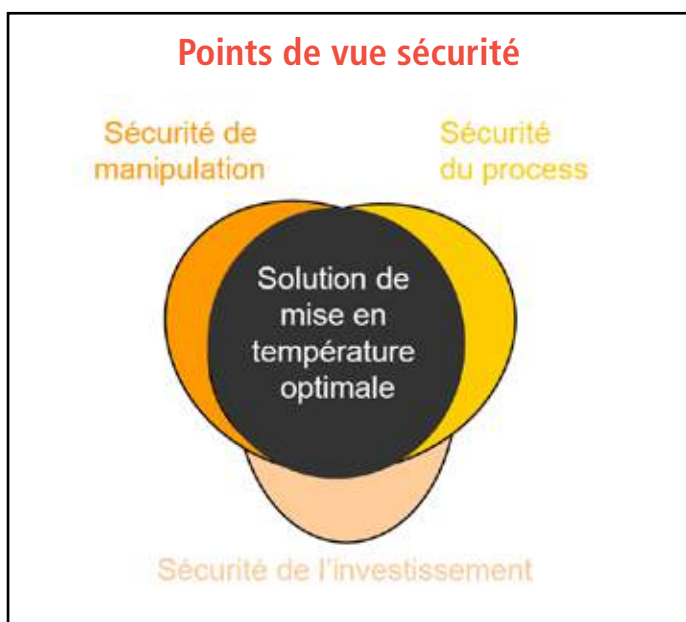 Points de vue sécurité
Sécurité de
manipulation
Sécurité
du process
Solution de
mise en
température
optimale
Sécurité de l'investissement